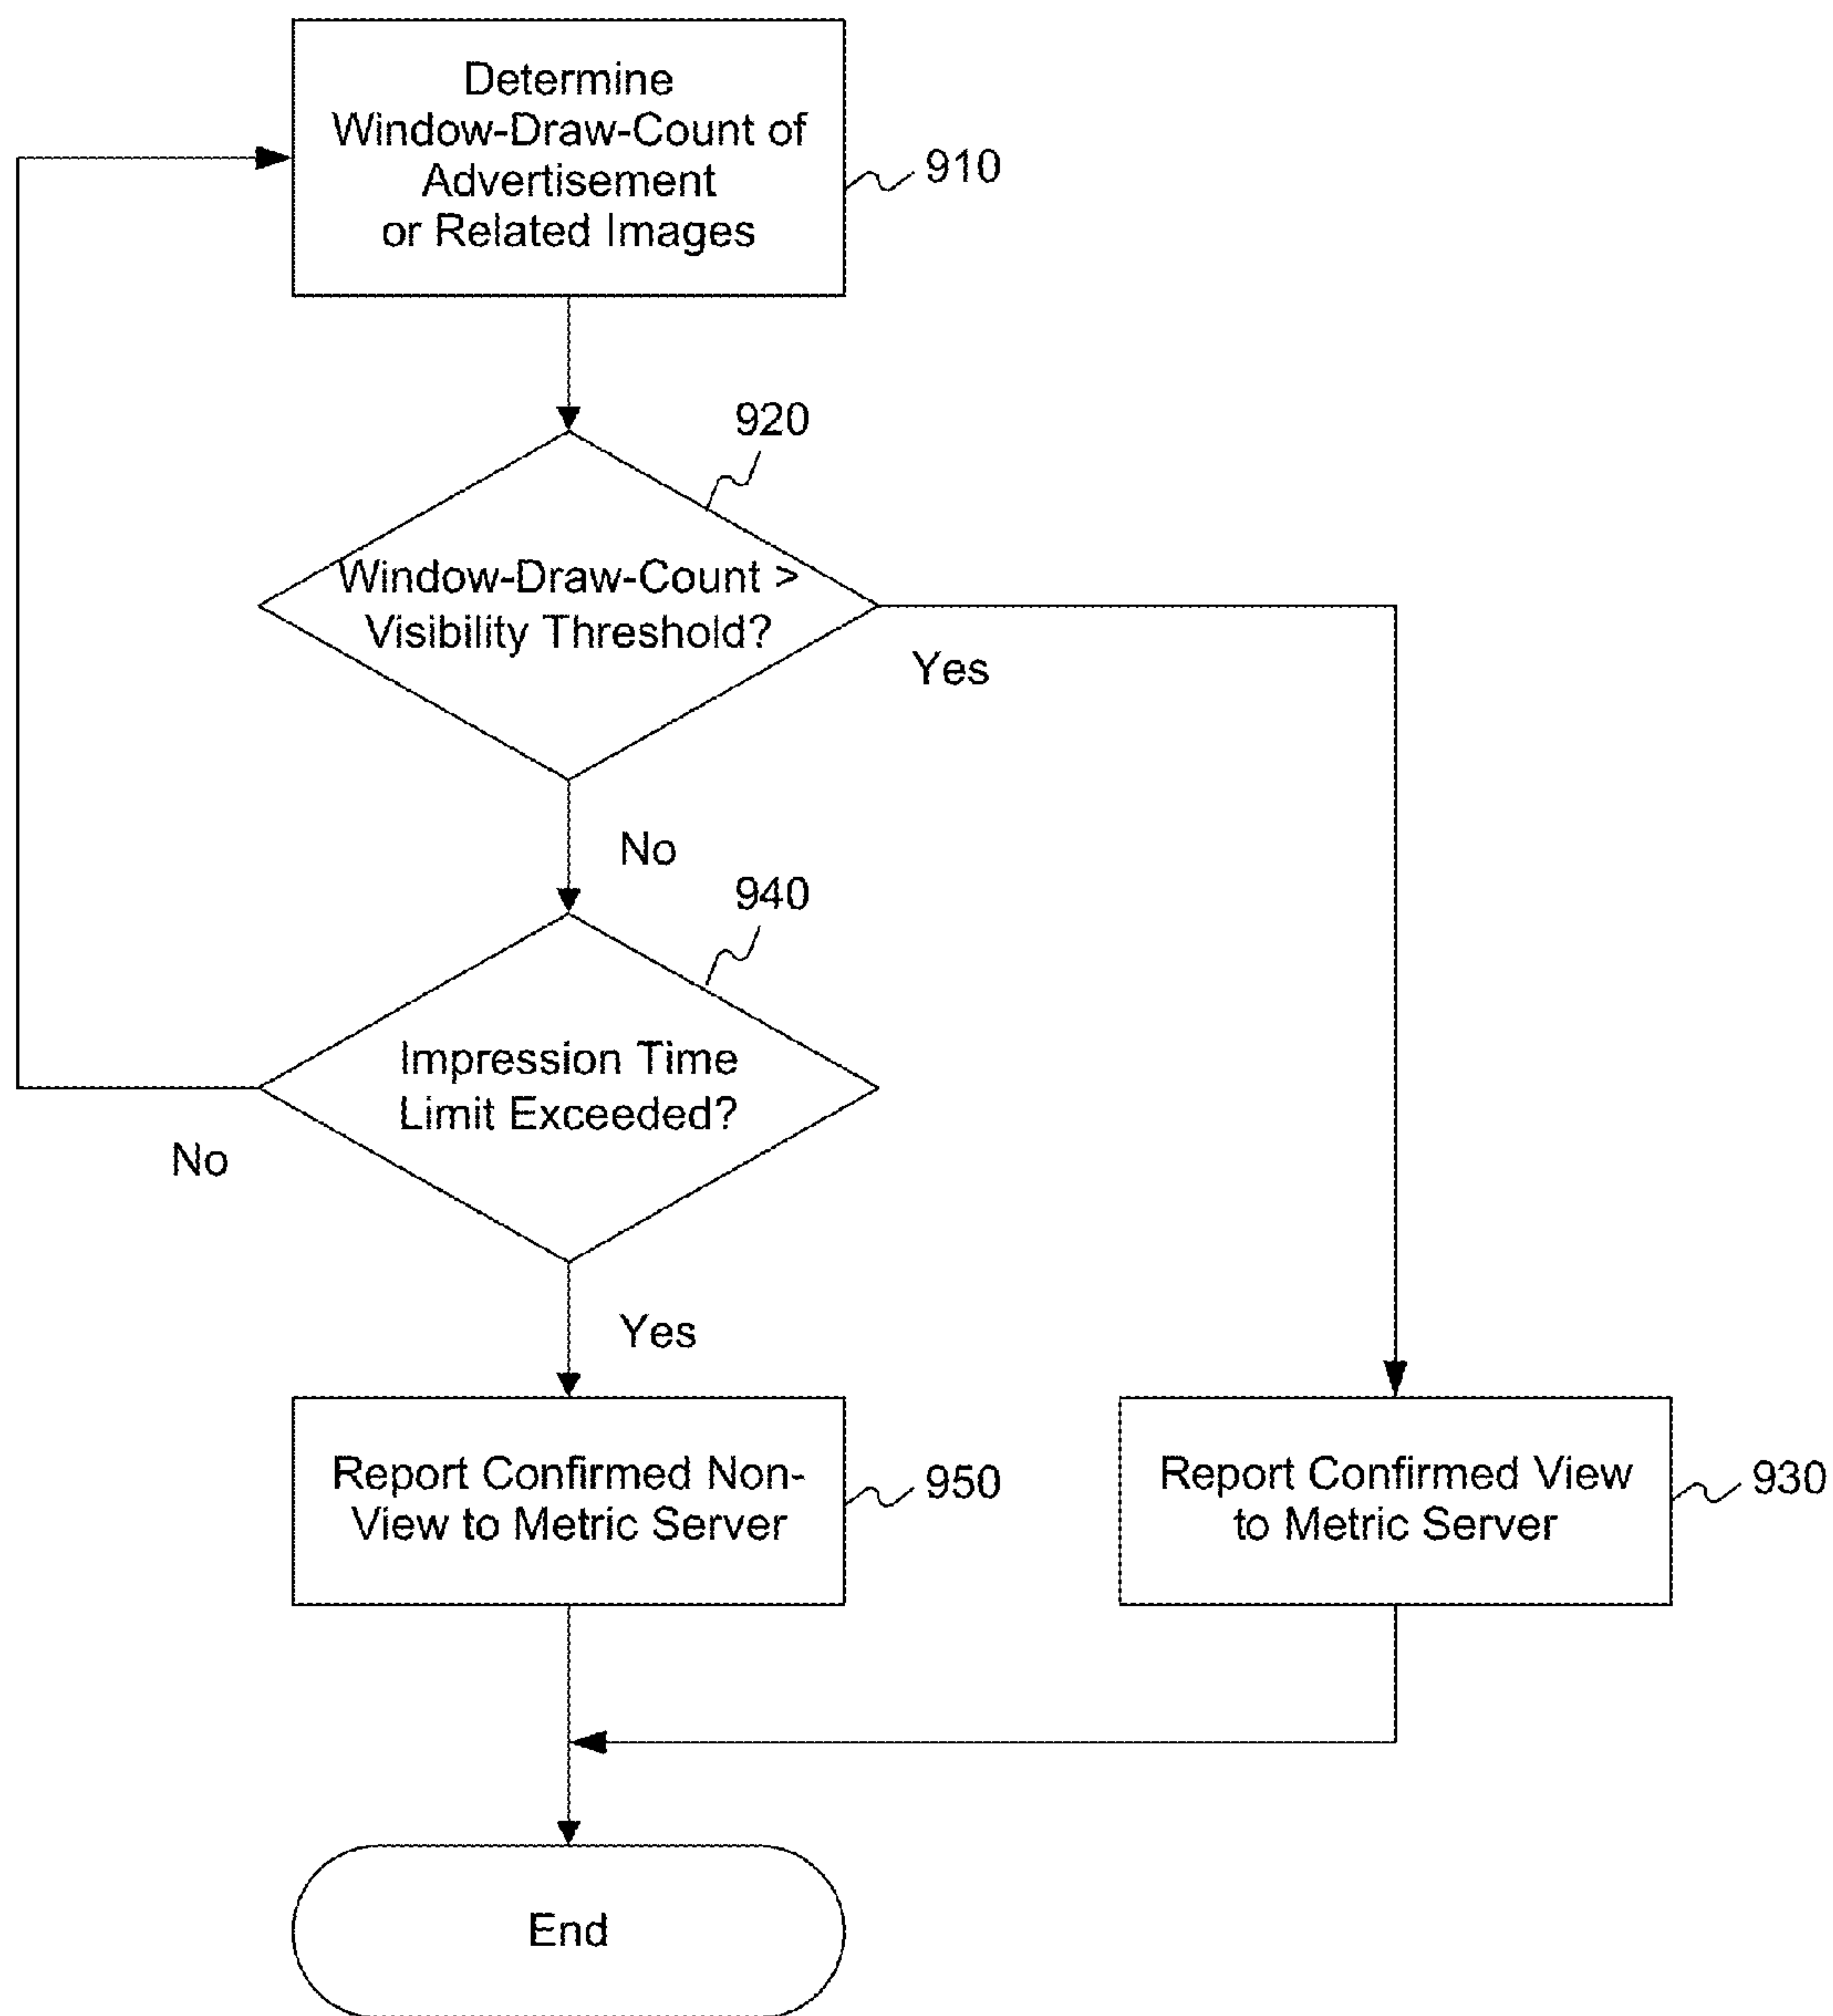 Determine
Window-Draw-Count of
Advertisement
or Related Images
910
920
Window-Draw-Count >
Visibility Threshold?
Yes
No
940
Impression Time
Limit Exceeded?
No
Yes
Report Confirmed Non-
View to Metric Server
950
Report Confirmed View
to Metric Server
930
End